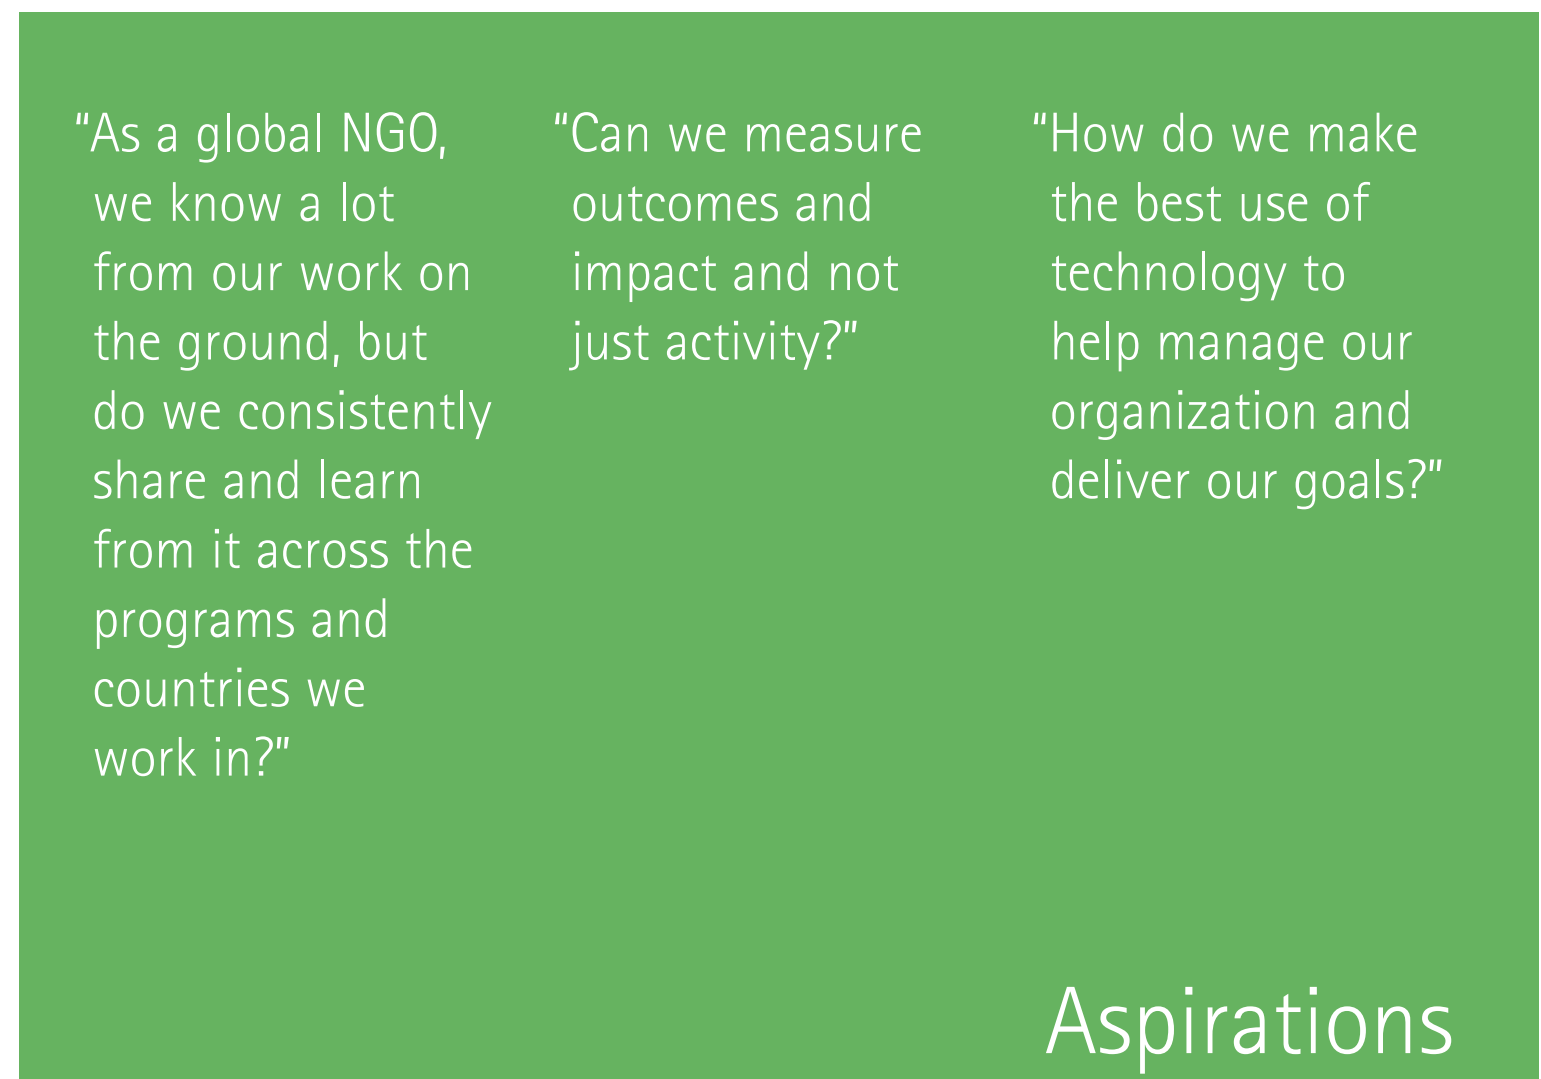 “As a global NGO,
we know a lot
from our work on
the ground, but
do we consistently
share and learn
from it across the
programs and
countries we
work in?”
“Can we measure
outcomes and
impact and not
just activity?”
“How do we make
the best use of
technology to
help manage our
organization and
deliver our goals?”
Aspirations